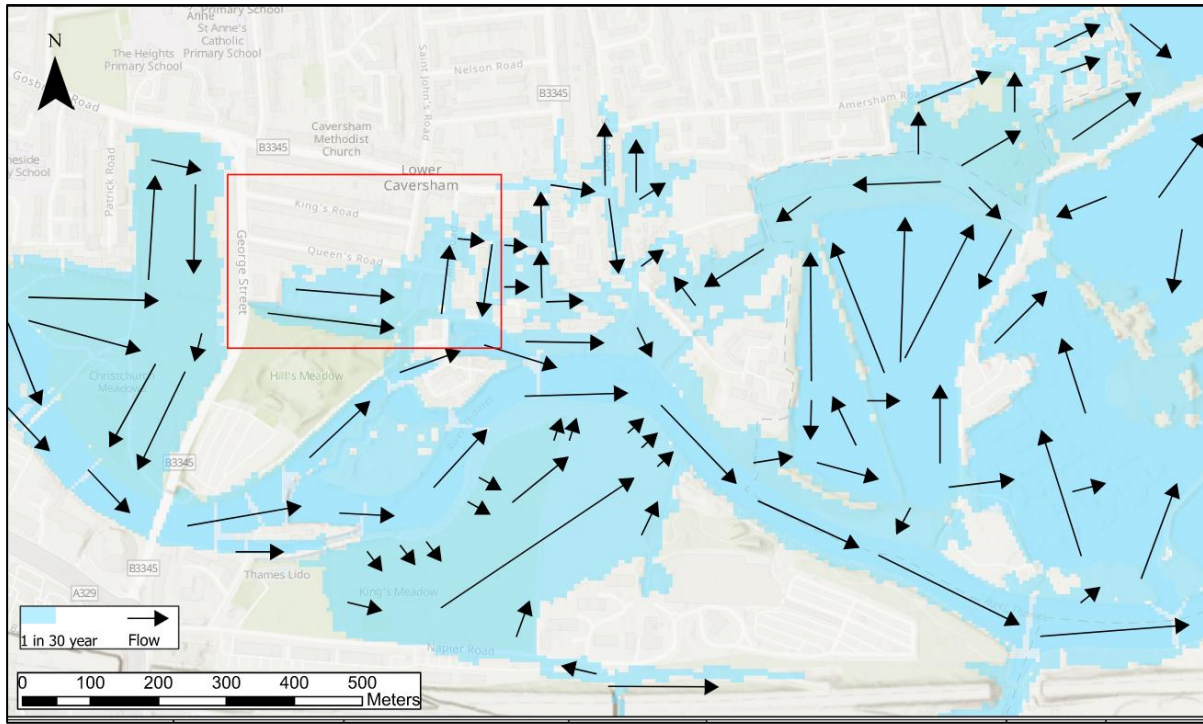 Primary School
Anne
St Anne's
Catholic
Primary School
The Heights
Primary School
N
Gosbrook Road
Nelson Road
Saint John's Road
B3345
Amersham Road
Caversham
Methodist
Church
B3345
School
Patrick Road
Lower
Caversham
King's Road
George Street
Queen's Road
Christchurch
Meadow
Hill's Meadow
B3345
B3345
Thames Lido
A329
King's Meadow
Napier Road
1 in 30 year
Flow
0 100 200 300 400 500
Meters